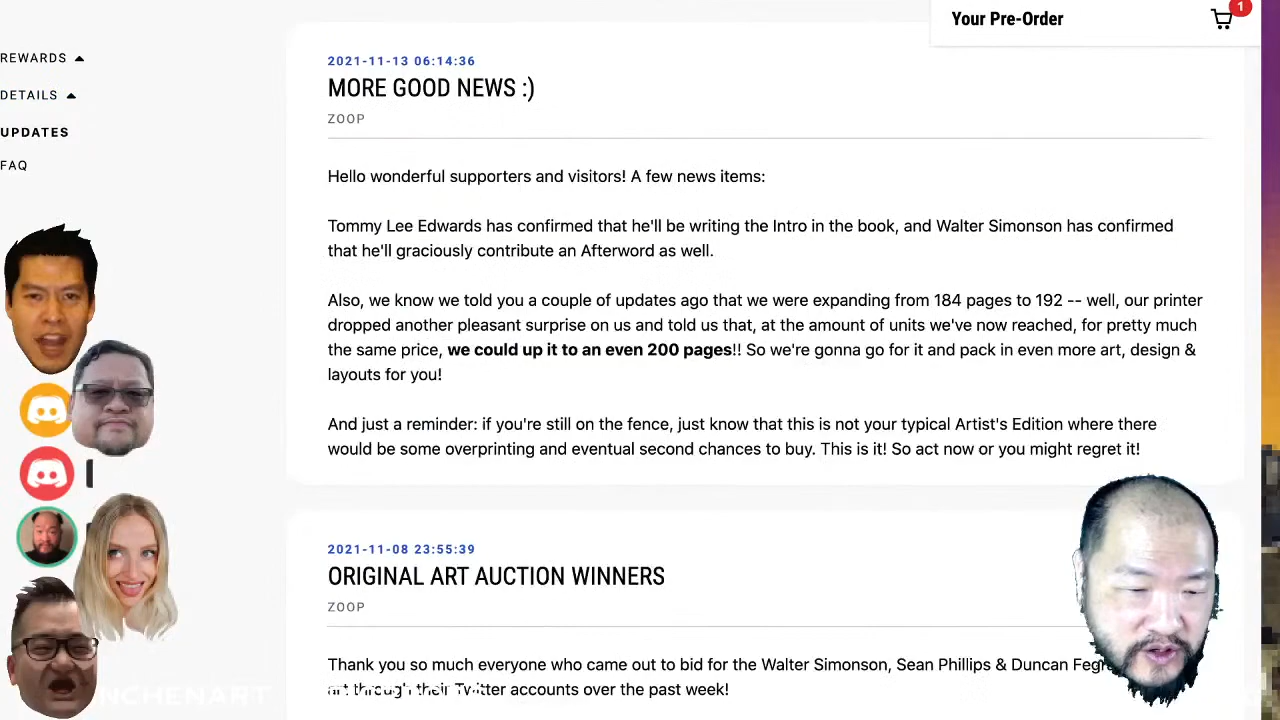 Your Pre-Order
1
REWARDS
DETAILS
UPDATES
FAQ
2021-11-13 06:14:36
MORE GOOD NEWS :)
ZOOP
Hello wonderful supporters and visitors! A few news items:
Tommy Lee Edwards has confirmed that he'll be writing the Intro in the book, and Walter Simonson has confirmed
that he'll graciously contribute an Afterword as well.
Also, we know we told you a couple of updates ago that we were expanding from 184 pages to 192 -- well, our printer
dropped another pleasant surprise on us and told us that, at the amount of units we've now reached, for pretty much
the same price, we could up it to an even 200 pages!! So we're gonna go for it and pack in even more art, design &
layouts for you!
And just a reminder: if you're still on the fence, just know that this is not your typical Artist's Edition where there
would be some overprinting and eventual second chances to buy. This is it! So act now or you might regret it!
2021-11-08 23:55:39
ORIGINAL ART AUCTION WINNERS
ZOOP
Thank you so much everyone who came out to bid for the Walter Simonson, Sean Phillips & Duncan
through their Twitter accounts over the past week!
NCHENART